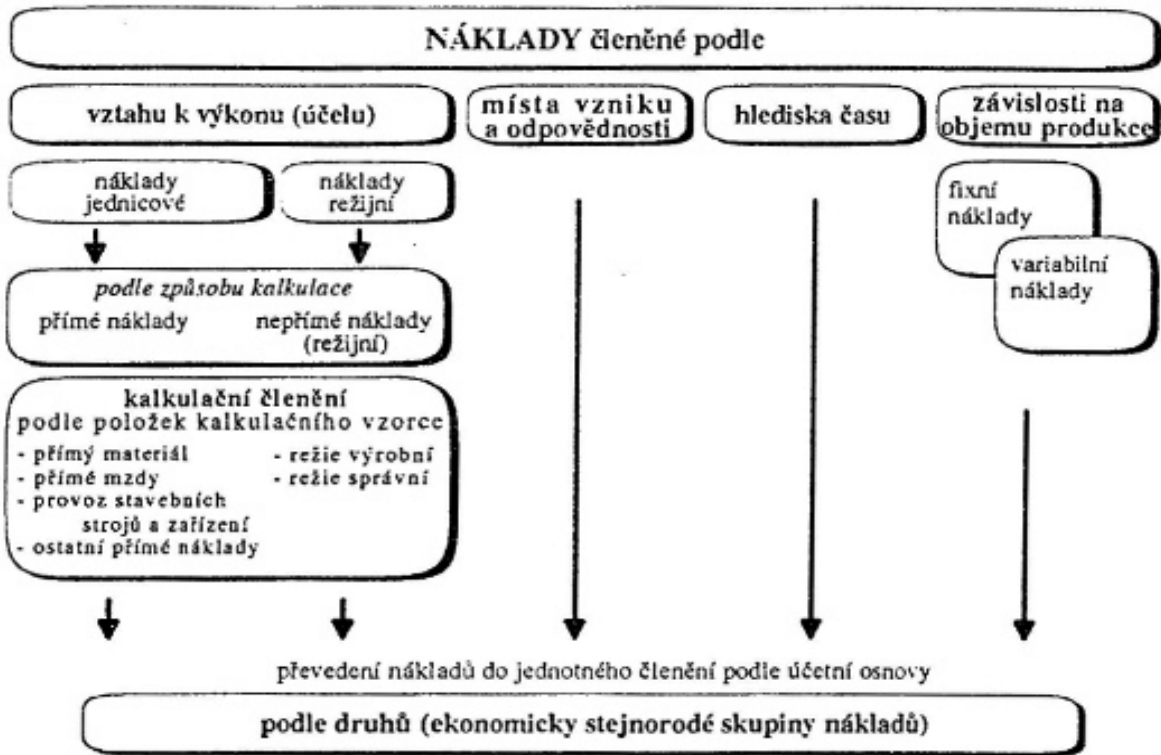 NÁKLADY členěné podle
vztahu k výkonu (účelu)
místa vzniku
a odpovědnosti
hlediska času
závislosti na
objemu produkce
náklady
jednicové
náklady
režijní
fixní
náklady
variabilní
náklady
podle způsobu kalkulace
přímé náklady
nepřímé náklady
(režijní)
kalkulační členění
podle položek kalkulačního vzorce
- přímý materiál
- přímé mzdy
- provoz stavebních
strojů a zařízení
- ostatní přímé náklady
- režie výrobní
- režie správní
převedení nákladů do jednotného členění podle účetní osnovy
podle druhů (ekonomicky stejnorodé skupiny nákladů)